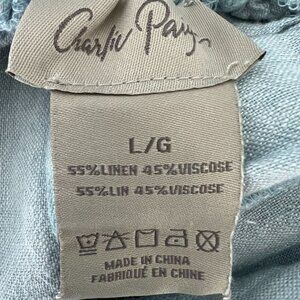 Charlie Paige
L/G
55%LINEN 45%VISCOSE
55%LIN 45%VISCOSE
MADE IN CHINA
FABRIQUÉ EN CHINE